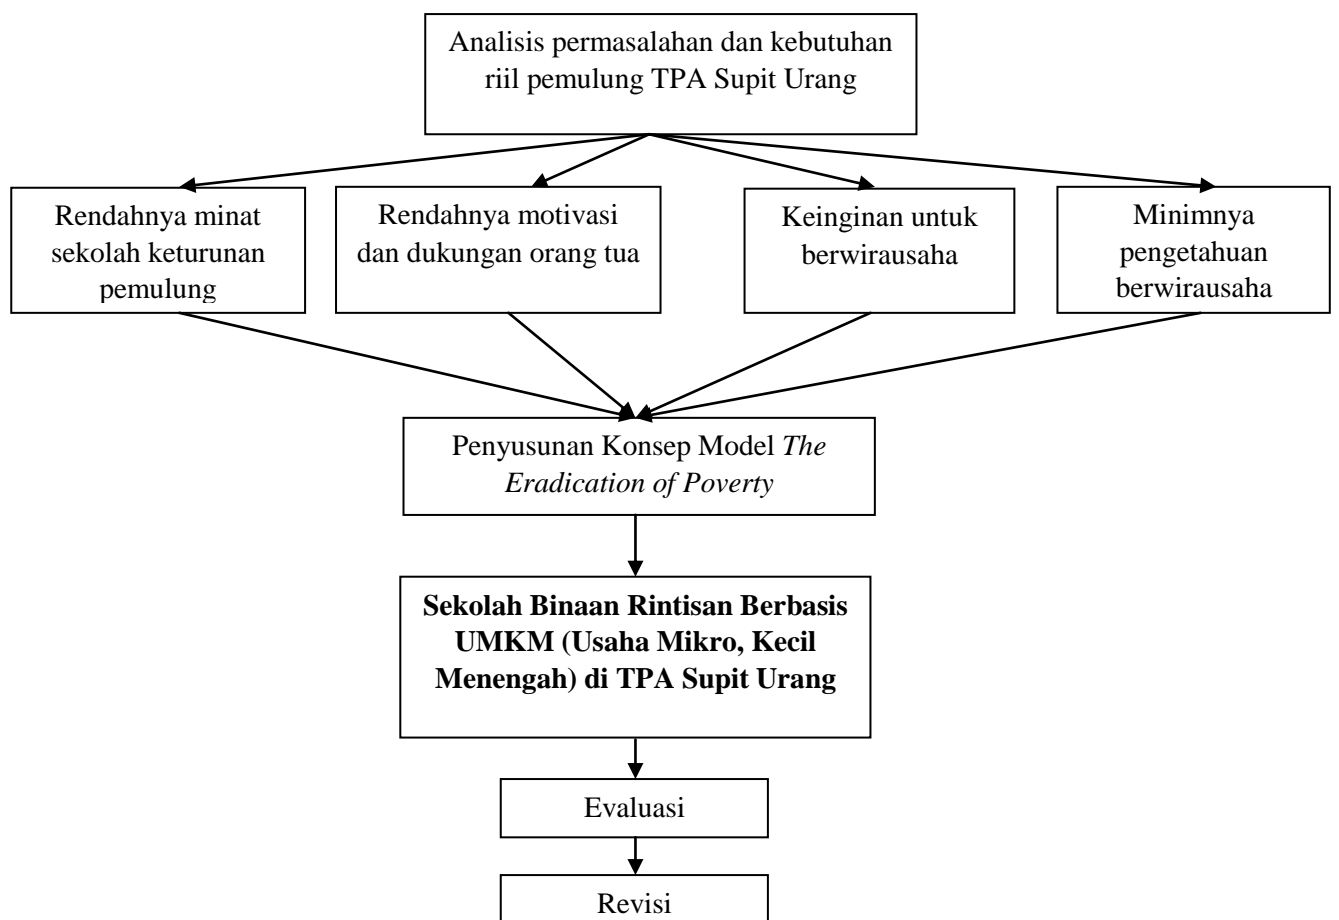 Analisis permasalahan dan kebutuhan
riil pemulung TPA Supit Urang
Rendahnya minat
sekolah keturunan
pemulung
Rendahnya motivasi
dan dukungan orang tua
Keinginan untuk
berwirausaha
Minimnya
pengetahuan
berwirausaha
Penyusunan Konsep Model The
Eradication of Poverty
Sekolah Binaan Rintisan Berbasis
UMKM (Usaha Mikro, Kecil
Menengah) di TPA Supit Urang
Evaluasi
Revisi